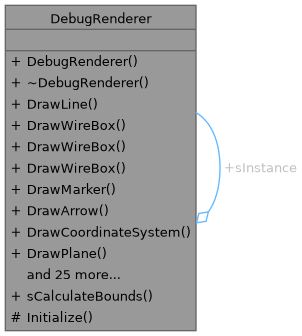 DebugRenderer
+ DebugRenderer()
+ ~DebugRenderer()
+ DrawLine()
+ DrawWireBox()
+ DrawWireBox()
+ DrawWireBox()
+ DrawMarker()
+ DrawArrow()
+ DrawCoordinateSystem()
+ DrawPlane()
and 25 more...
+ sCalculateBounds()
# Initialize()
+sInstance